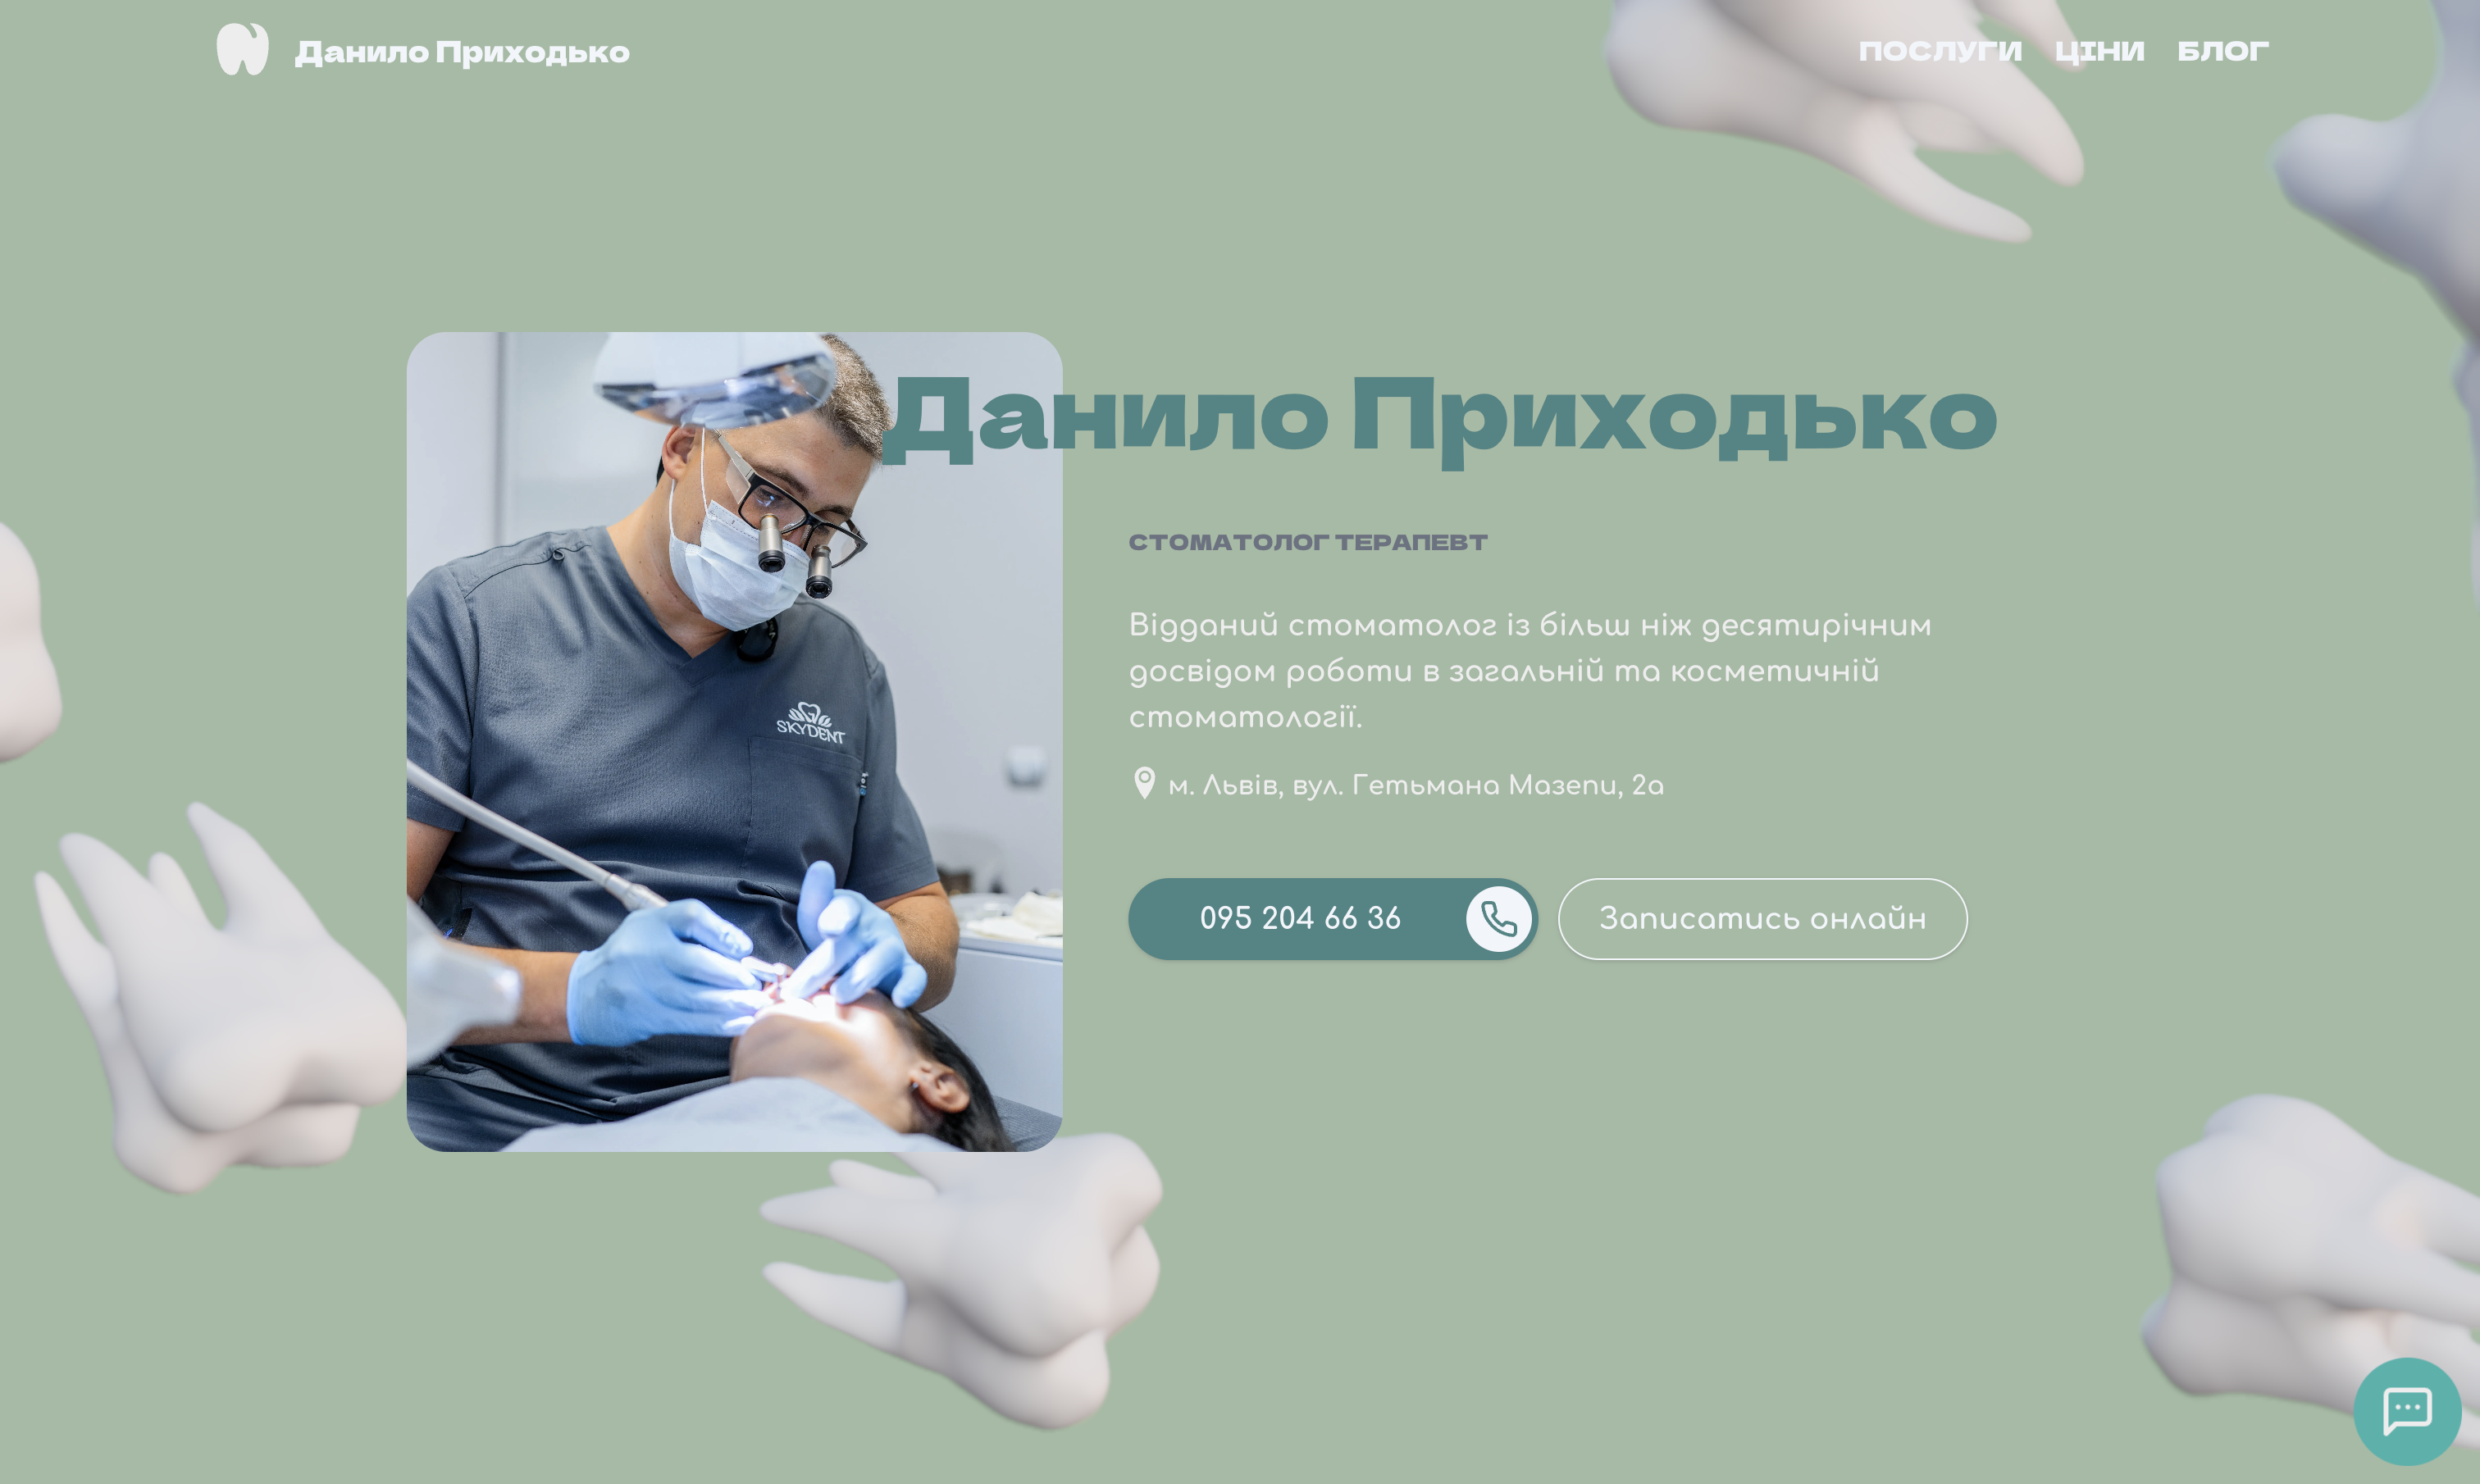 Данило Приходько
ПОСЛУГИ ЦІНИ БЛОГ
Данило Приходько
СТОМАТОЛОГ ТЕРАПЕВТ
Відданий стоматолог із більш ніж десятирічним
досвідом роботи в загальній та косметичній
стоматології.
м. Львів, вул. Гетьмана Мазепи, 2а
095 204 66 36
Записатись онлайн
SKYDENT